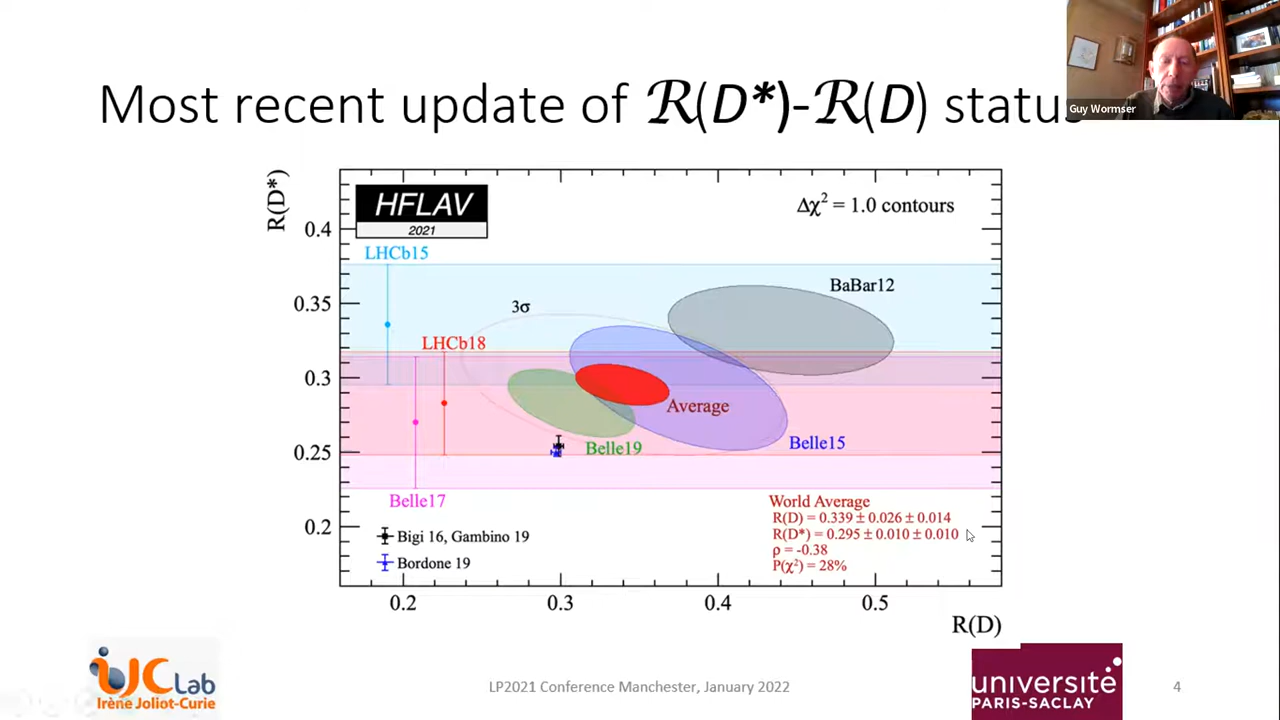 Most recent update of ℛ(D*)-ℛ(D) status
Guy Wormser
R(D*)
HFLAV
2021
Δχ² = 1.0 contours
0.4
0.35
0.3
0.25
0.2
LHCb15
BaBar12
3σ
LHCb18
Average
Belle19
Belle15
Belle17
World Average
R(D) = 0.339 ± 0.026 ± 0.014
R(D*) = 0.295 ± 0.010 ± 0.010
ρ = -0.38
P(χ²) = 28%
Bigi 16, Gambino 19
Bordone 19
0.2 0.3 0.4 0.5
R(D)
iJC Lab
Irène Joliot-Curie
LP2021 Conference Manchester, January 2022
université
PARIS-SACLAY
4